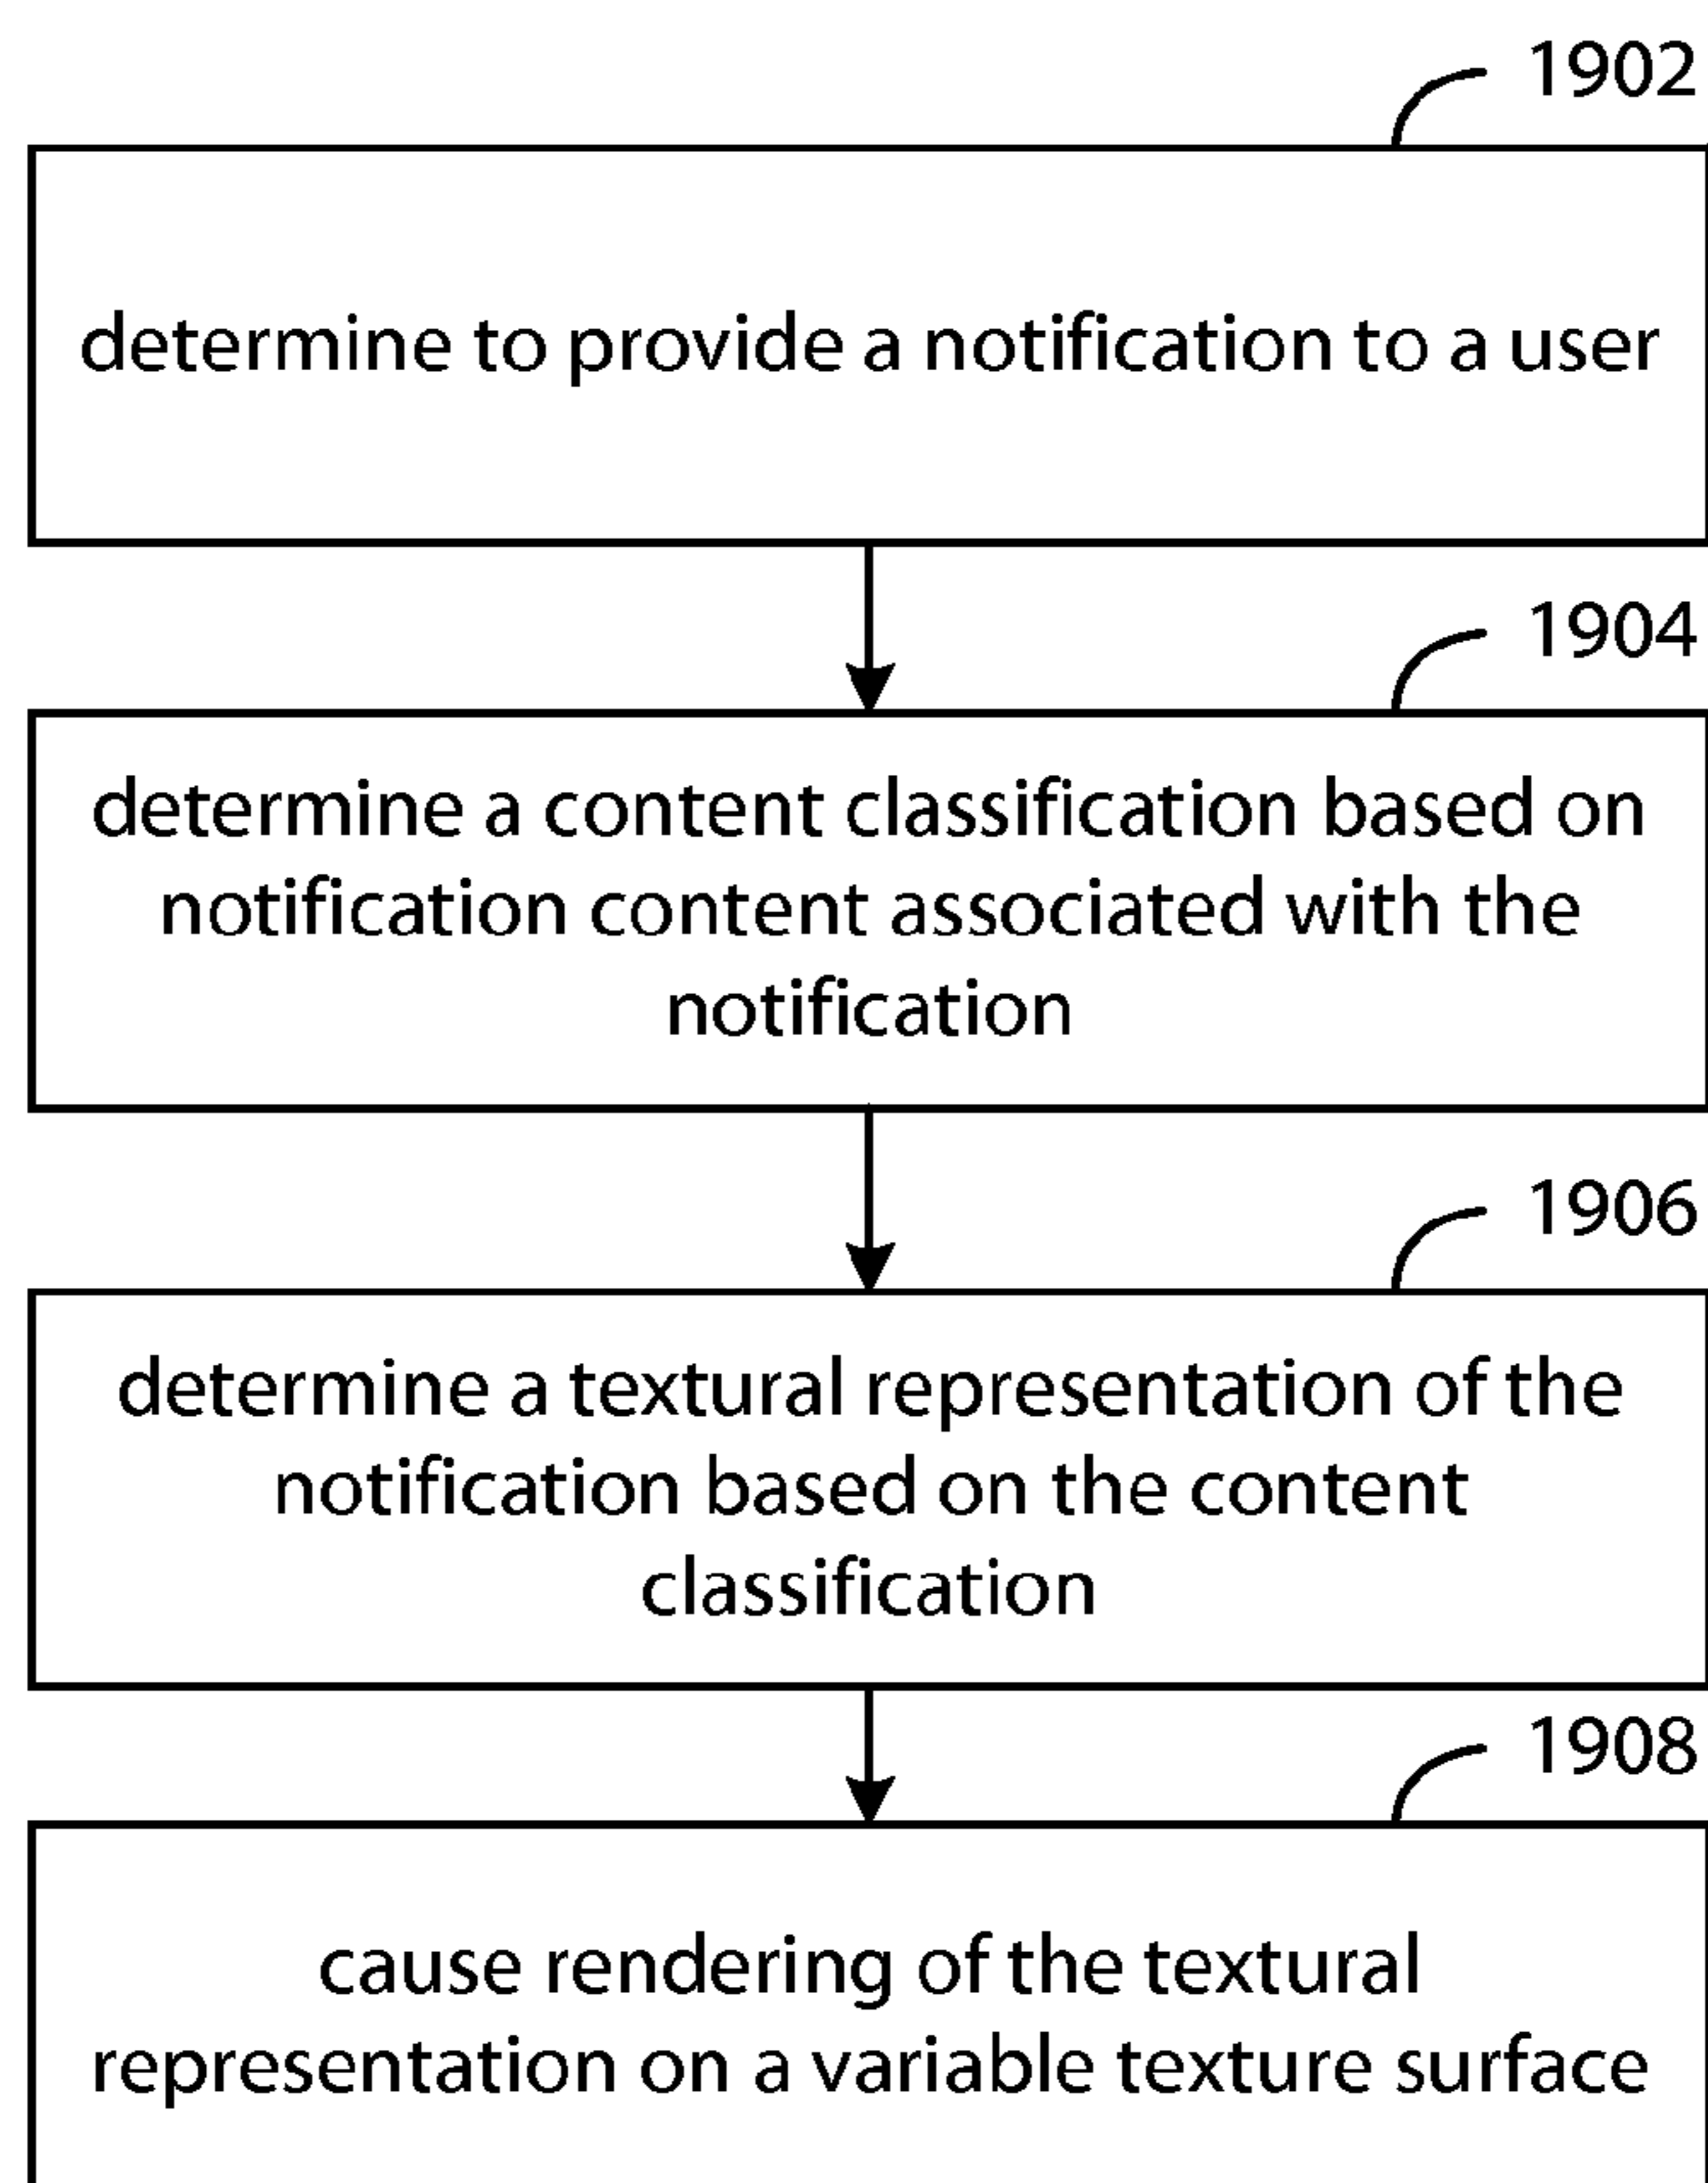 1902
determine to provide a notification to a user
1904
determine a content classification based on
notification content associated with the
notification
1906
determine a textural representation of the
notification based on the content
classification
1908
cause rendering of the textural
representation on a variable texture surface